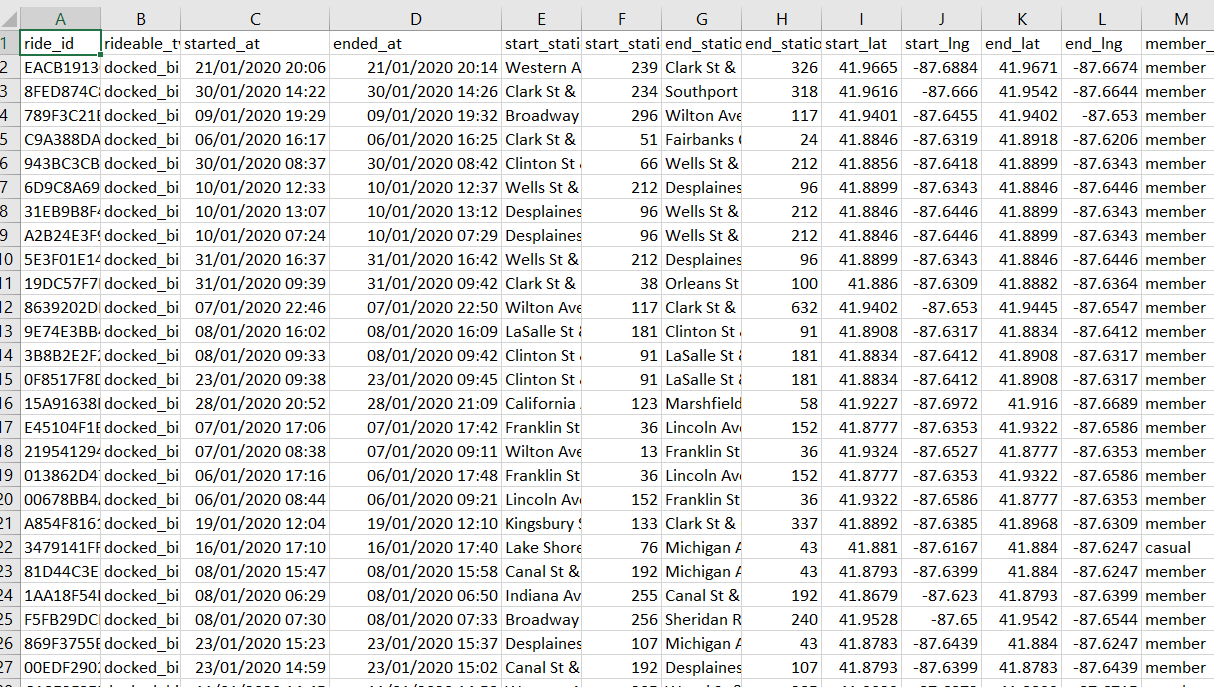 A B C D E F G H I J K L M
1 ride_id rideable_ty started_at ended_at start_stati start_stati end_statio end_statio start_lat start_lng end_lat end_lng member_
2 EACB1913 docked_bi 21/01/2020 20:06 21/01/2020 20:14 Western A 239 Clark St & 326 41.9665 -87.6884 41.9671 -87.6674 member
3 8FED874C docked_bi 30/01/2020 14:22 30/01/2020 14:26 Clark St & 234 Southport 318 41.9616 -87.666 41.9542 -87.6644 member
4 789F3C21 docked_bi 09/01/2020 19:29 09/01/2020 19:32 Broadway 296 Wilton Ave 117 41.9401 -87.6455 41.9402 -87.653 member
5 C9A388DA docked_bi 06/01/2020 16:17 06/01/2020 16:25 Clark St & 51 Fairbanks 24 41.8846 -87.6319 41.8918 -87.6206 member
6 943BC3CB docked_bi 30/01/2020 08:37 30/01/2020 08:42 Clinton St 66 Wells St & 212 41.8856 -87.6418 41.8899 -87.6343 member
7 6D9C8A69 docked_bi 10/01/2020 12:33 10/01/2020 12:37 Wells St & 212 Desplaines 96 41.8899 -87.6343 41.8846 -87.6446 member
8 31EB9B8F docked_bi 10/01/2020 13:07 10/01/2020 13:12 Desplaines 96 Wells St & 212 41.8846 -87.6446 41.8899 -87.6343 member
9 A2B24E3F docked_bi 10/01/2020 07:24 10/01/2020 07:29 Desplaines 96 Wells St & 212 41.8846 -87.6446 41.8899 -87.6343 member
10 5E3F01E14 docked_bi 31/01/2020 16:37 31/01/2020 16:42 Wells St & 212 Desplaines 96 41.8899 -87.6343 41.8846 -87.6446 member
11 19DC57F7 docked_bi 31/01/2020 09:39 31/01/2020 09:42 Clark St & 38 Orleans St 100 41.886 -87.6309 41.8882 -87.6364 member
12 8639202D docked_bi 07/01/2020 22:46 07/01/2020 22:50 Wilton Ave 117 Clark St & 632 41.9402 -87.653 41.9445 -87.6547 member
13 9E74E3BB docked_bi 08/01/2020 16:02 08/01/2020 16:09 LaSalle St & 181 Clinton St 91 41.8908 -87.6317 41.8834 -87.6412 member
14 3B8B2E2F docked_bi 08/01/2020 09:33 08/01/2020 09:42 Clinton St 91 LaSalle St & 181 41.8834 -87.6412 41.8908 -87.6317 member
15 0F8517F8 docked_bi 23/01/2020 09:38 23/01/2020 09:45 Clinton St 91 LaSalle St & 181 41.8834 -87.6412 41.8908 -87.6317 member
16 15A91638 docked_bi 28/01/2020 20:52 28/01/2020 21:09 California 123 Marshfield 58 41.9227 -87.6972 41.916 -87.6689 member
17 E45104F1 docked_bi 07/01/2020 17:06 07/01/2020 17:42 Franklin St 36 Lincoln Av 152 41.8777 -87.6353 41.9322 -87.6586 member
18 219541294 docked_bi 07/01/2020 08:38 07/01/2020 09:11 Wilton Ave 13 Franklin St 36 41.9324 -87.6527 41.8777 -87.6353 member
19 013862D4 docked_bi 06/01/2020 17:16 06/01/2020 17:48 Franklin St 36 Lincoln Av 152 41.8777 -87.6353 41.9322 -87.6586 member
20 00678BB4 docked_bi 06/01/2020 08:44 06/01/2020 09:21 Lincoln Av 152 Franklin St 36 41.9322 -87.6586 41.8777 -87.6353 member
21 A854F816 docked_bi 19/01/2020 12:04 19/01/2020 12:10 Kingsbury 133 Clark St & 337 41.8892 -87.6385 41.8968 -87.6309 member
22 3479141F docked_bi 16/01/2020 17:10 16/01/2020 17:40 Lake Shore 76 Michigan A 43 41.881 -87.6167 41.884 -87.6247 casual
23 81D44C3E docked_bi 08/01/2020 15:47 08/01/2020 15:58 Canal St & 192 Michigan A 43 41.8793 -87.6399 41.884 -87.6247 member
24 1AA18F54 docked_bi 08/01/2020 06:29 08/01/2020 06:50 Indiana Av 255 Canal St & 192 41.8679 -87.623 41.8793 -87.6399 member
25 F5FB29DC docked_bi 08/01/2020 07:30 08/01/2020 07:33 Broadway 256 Sheridan R 240 41.9528 -87.65 41.9542 -87.6544 member
26 869F3755 docked_bi 23/01/2020 15:23 23/01/2020 15:37 Desplaines 107 Michigan A 43 41.8783 -87.6439 41.884 -87.6247 member
27 00EDF290 docked_bi 23/01/2020 14:59 23/01/2020 15:02 Canal St & 192 Desplaines 107 41.8793 -87.6399 41.8783 -87.6439 member